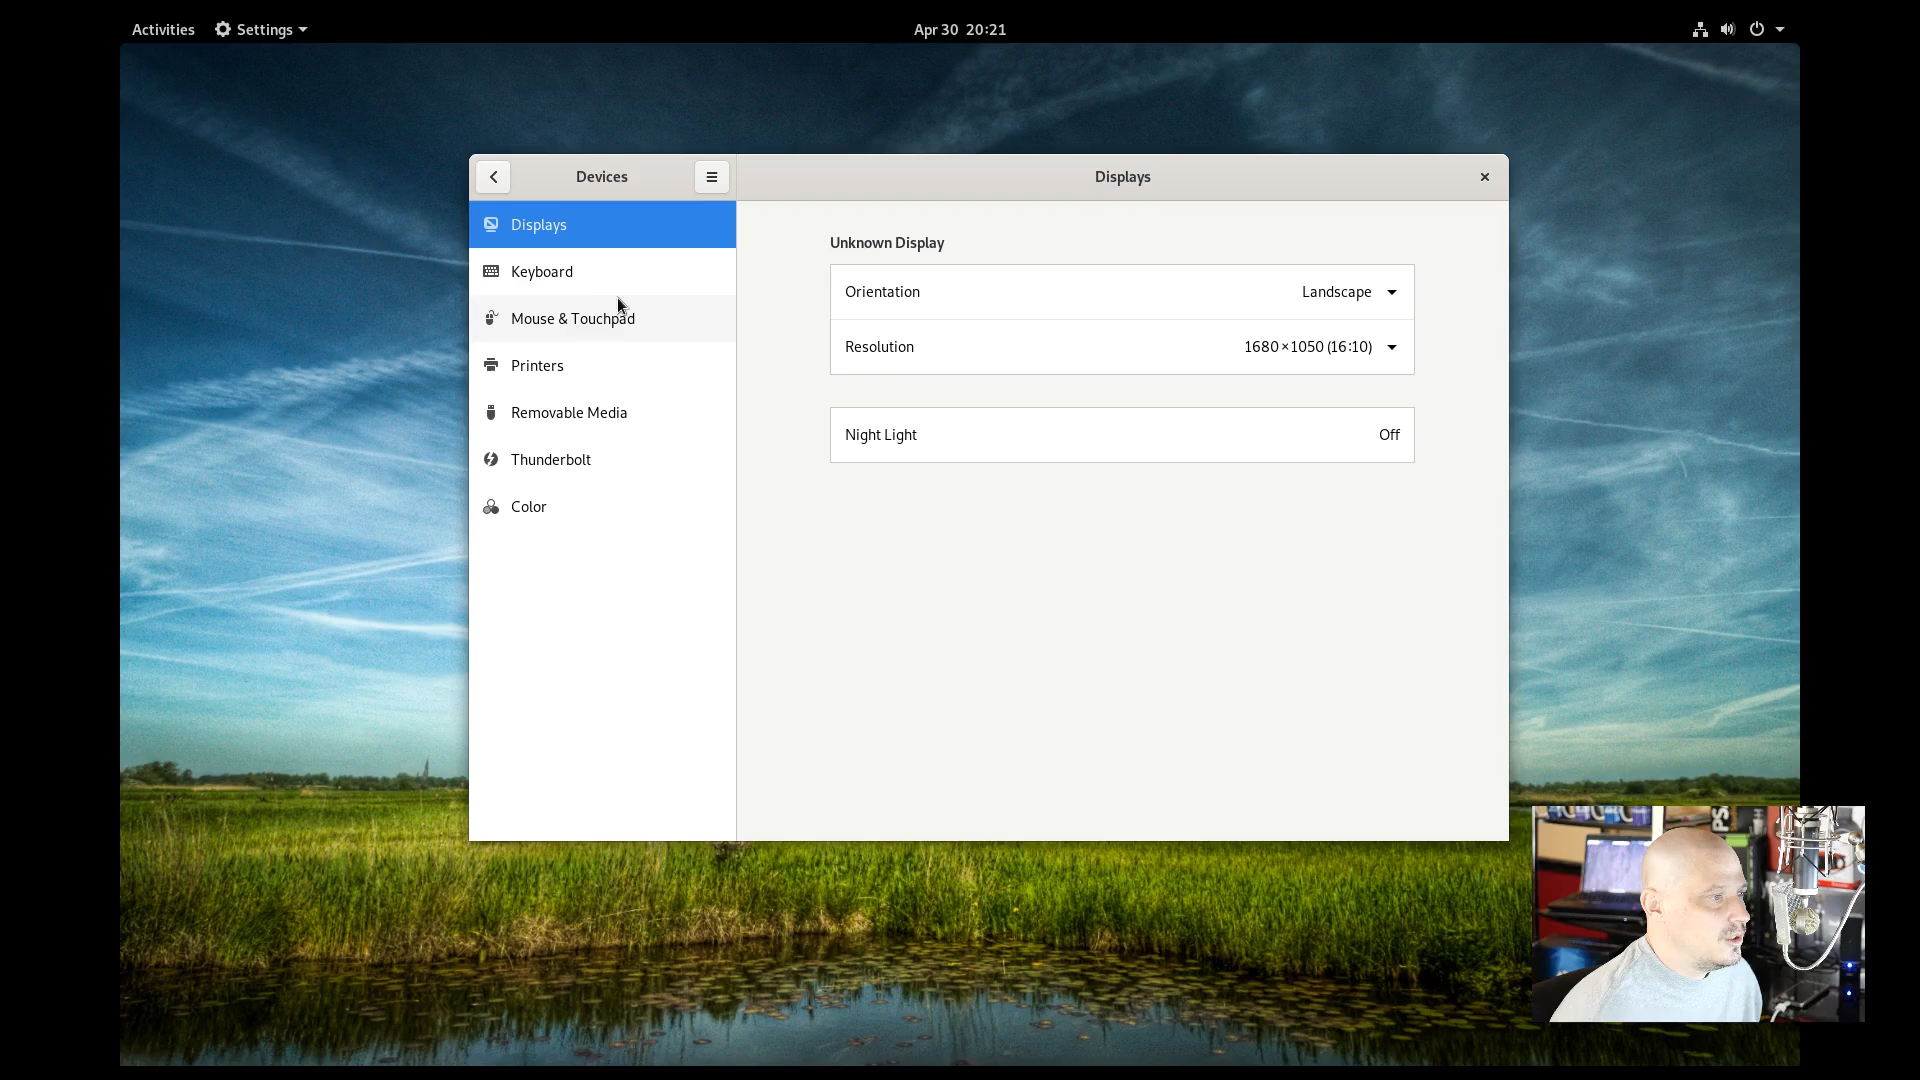 Activities
Settings
Apr 30 20:21
Devices
Displays
Displays
Keyboard
Mouse & Touchpad
Printers
Removable Media
Thunderbolt
Color
Unknown Display
Orientation
Landscape
Resolution
1680×1050 (16:10)
Night Light
Off